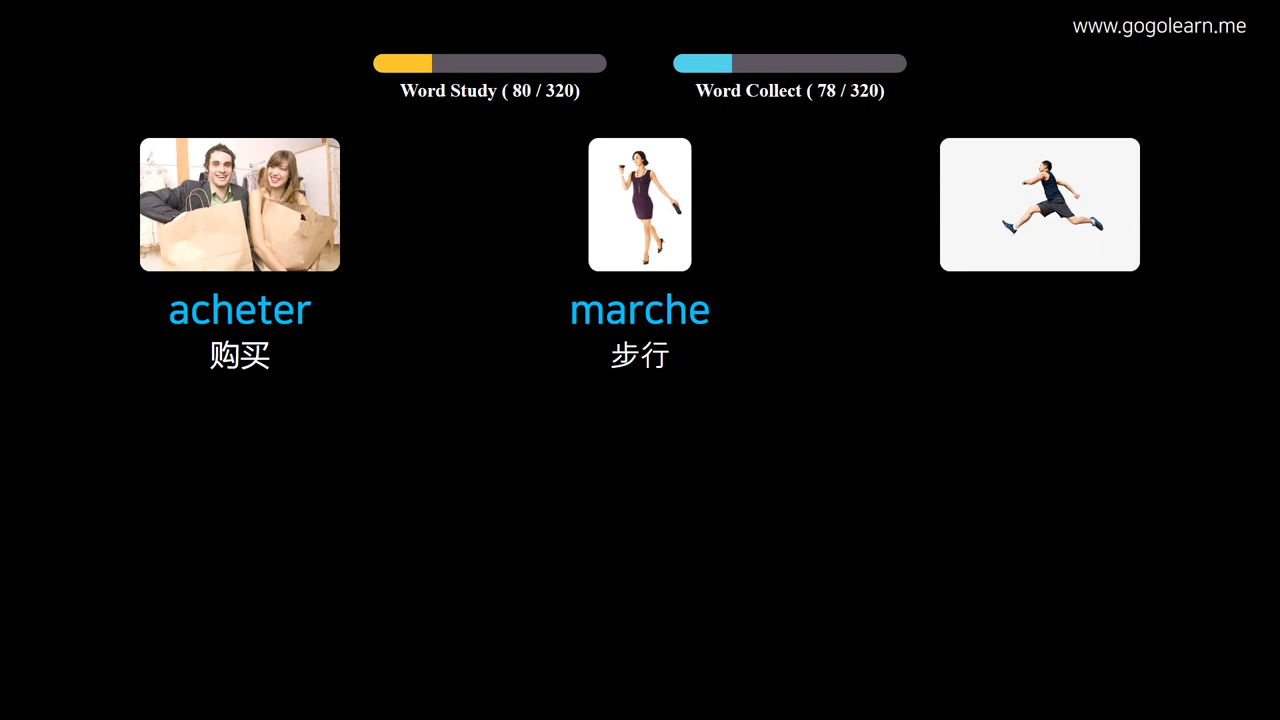 www.gogolearn.me
Word Study ( 80 / 320)
Word Collect ( 78 / 320)
acheter
购买
marche
步行